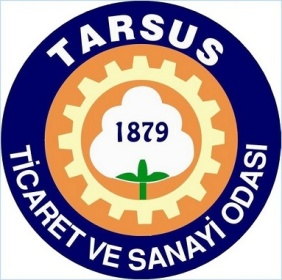 TARSUS
1879
TİCARET VE SANAYİ ODASI